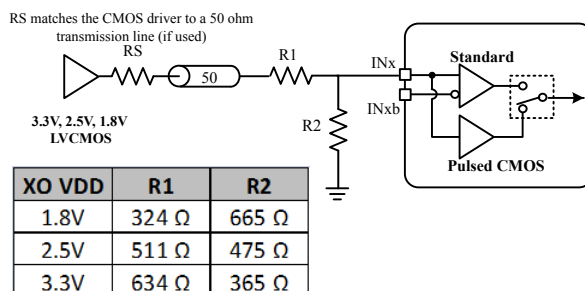 RS matches the CMOS driver to a 50 ohm
transmission line (if used)
RS
50
R1
R2
INx
INxb
Standard
Pulsed CMOS
3.3V, 2.5V, 1.8V
LVCMOS
XO VDD R1 R2
1.8V 324 Ω 665 Ω
2.5V 511 Ω 475 Ω
3.3V 634 Ω 365 Ω